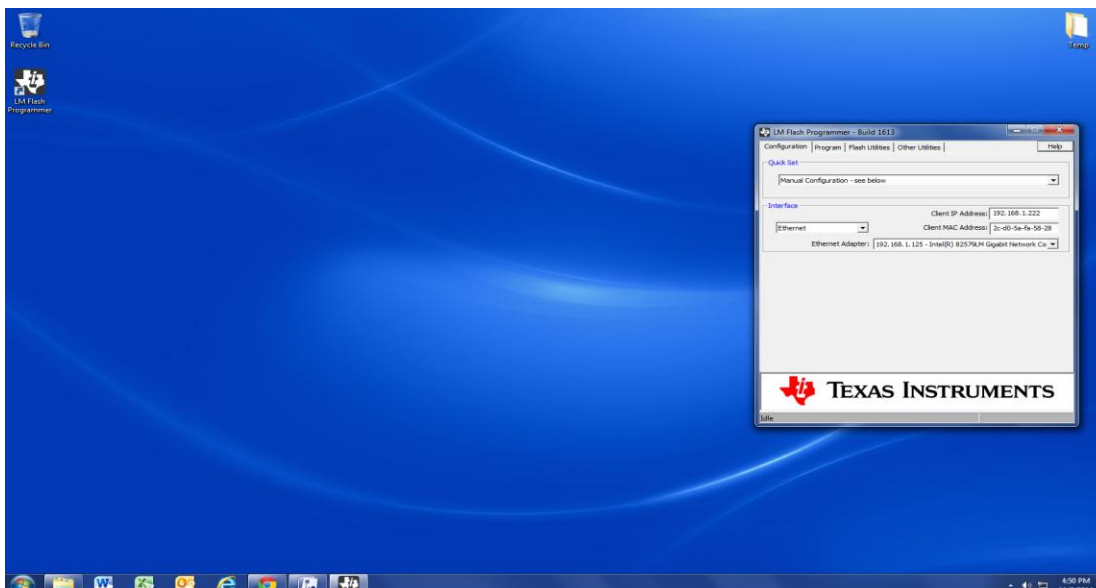 Recycle Bin
Temp
LM Flash
Programmer
LM Flash Programmer - Build 1613
Configuration Program Flash Utilities Other Utilities Help
Quick Set
Manual Configuration - see below
Interface
Client IP Address: 192.168.1.222
Ethernet Client MAC Address: 2c-d0-5a-fa-58-28
Ethernet Adapter: 192.168.1.125 - Intel(R) 82579LM Gigabit Network Co
TEXAS INSTRUMENTS
Idle
4:50 PM